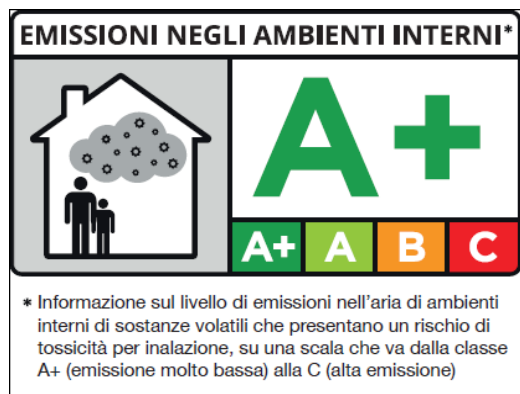 EMISSIONI NEGLI AMBIENTI INTERNI*
A+
A+ A B C
* Informazione sul livello di emissioni nell'aria di ambienti
interni di sostanze volatili che presentano un rischio di
tossicità per inalazione, su una scala che va dalla classe
A+ (emissione molto bassa) alla C (alta emissione)